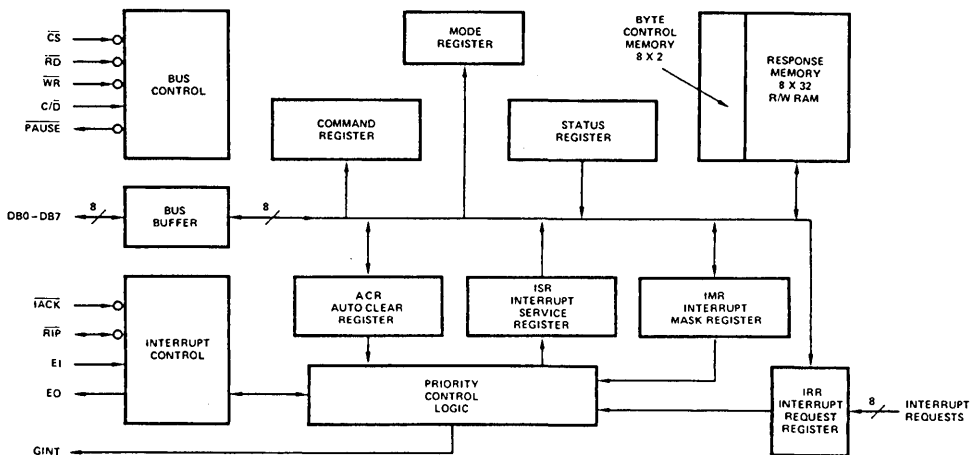 CS
RD
WR
C/D
PAUSE
BUS
CONTROL
MODE
REGISTER
COMMAND
REGISTER
STATUS
REGISTER
BYTE
CONTROL
MEMORY
8 X 2
RESPONSE
MEMORY
8 X 32
R/W RAM
DB0-DB7
8
BUS
BUFFER
8
IACK
RIP
EI
EO
GINT
INTERRUPT
CONTROL
ACR
AUTO CLEAR
REGISTER
ISR
INTERRUPT
SERVICE
REGISTER
IMR
INTERRUPT
MASK REGISTER
PRIORITY
CONTROL
LOGIC
IRR
INTERRUPT
REQUEST
REGISTER
8
INTERRUPT
REQUESTS